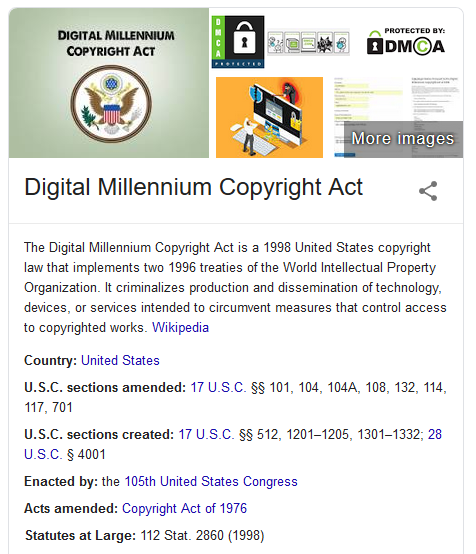 DIGITAL MILLENNIUM
COPYRIGHT ACT
DMCA
PROTECTED
PROTECTED BY:
DMCA
More images
Digital Millennium Copyright Act
The Digital Millennium Copyright Act is a 1998 United States copyright
law that implements two 1996 treaties of the World Intellectual Property
Organization. It criminalizes production and dissemination of technology,
devices, or services intended to circumvent measures that control access
to copyrighted works. Wikipedia
Country: United States
U.S.C. sections amended: 17 U.S.C. §§ 101, 104, 104A, 108, 132, 114,
117, 701
U.S.C. sections created: 17 U.S.C. §§ 512, 1201–1205, 1301–1332; 28
U.S.C. § 4001
Enacted by: the 105th United States Congress
Acts amended: Copyright Act of 1976
Statutes at Large: 112 Stat. 2860 (1998)